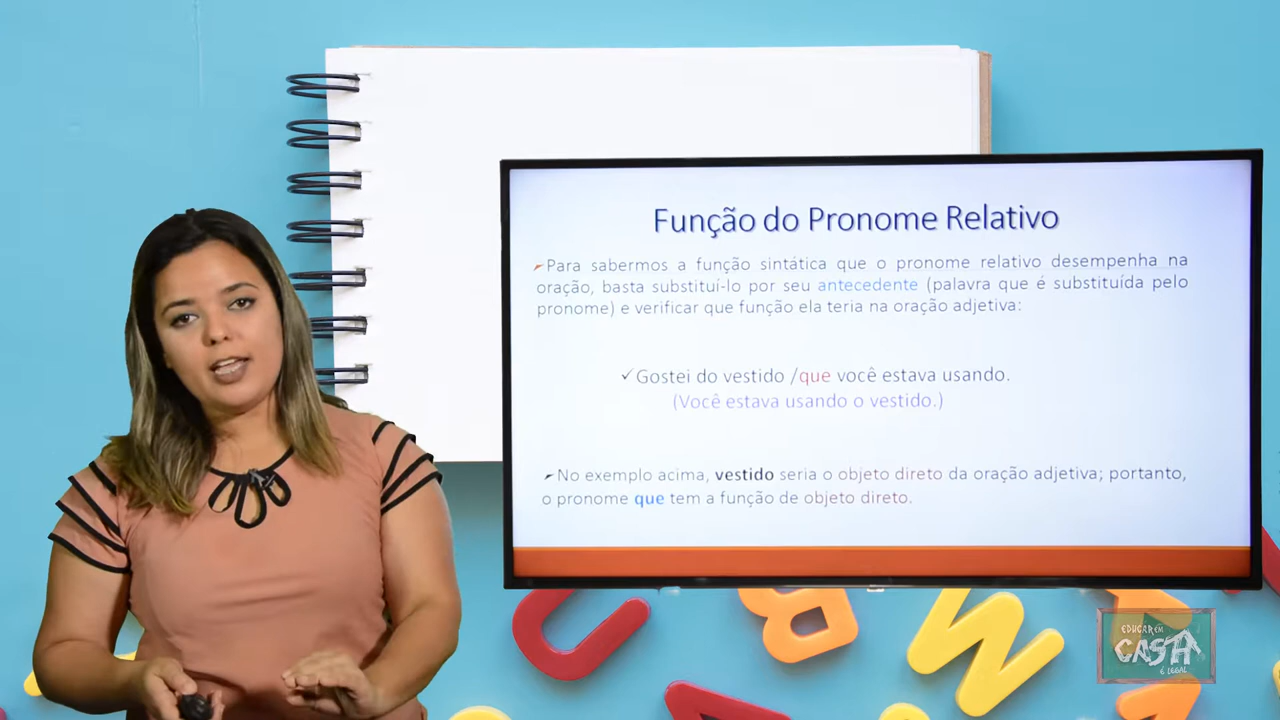 Função do Pronome Relativo
Para sabermos a função sintática que o pronome relativo desempenha na
oração, basta substituí-lo por seu antecedente (palavra que é substituída pelo
pronome) e verificar que função ela teria na oração adjetiva:
Gostei do vestido /que você estava usando.
(Você estava usando o vestido.)
No exemplo acima, vestido seria o objeto direto da oração adjetiva; portanto,
o pronome que tem a função de objeto direto.
EDUCAR EM
CASA
É LEGAL